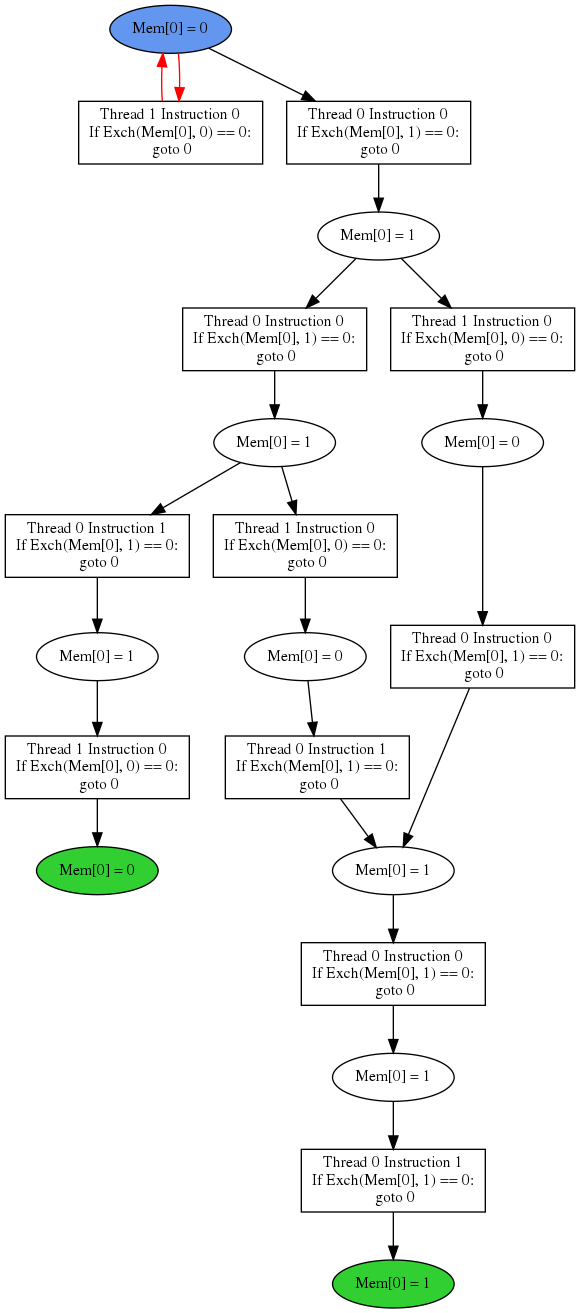 Mem[0] = 0
Thread 1 Instruction 0
If Exch(Mem[0], 0) == 0:
goto 0
Thread 0 Instruction 0
If Exch(Mem[0], 1) == 0:
goto 0
Mem[0] = 1
Thread 0 Instruction 0
If Exch(Mem[0], 1) == 0:
goto 0
Thread 1 Instruction 0
If Exch(Mem[0], 0) == 0:
goto 0
Mem[0] = 1
Mem[0] = 0
Thread 0 Instruction 1
If Exch(Mem[0], 1) == 0:
goto 0
Thread 1 Instruction 0
If Exch(Mem[0], 0) == 0:
goto 0
Mem[0] = 1
Mem[0] = 0
Thread 0 Instruction 0
If Exch(Mem[0], 1) == 0:
goto 0
Thread 1 Instruction 0
If Exch(Mem[0], 0) == 0:
goto 0
Thread 0 Instruction 1
If Exch(Mem[0], 1) == 0:
goto 0
Mem[0] = 0
Mem[0] = 1
Thread 0 Instruction 0
If Exch(Mem[0], 1) == 0:
goto 0
Mem[0] = 1
Thread 0 Instruction 1
If Exch(Mem[0], 1) == 0:
goto 0
Mem[0] = 1